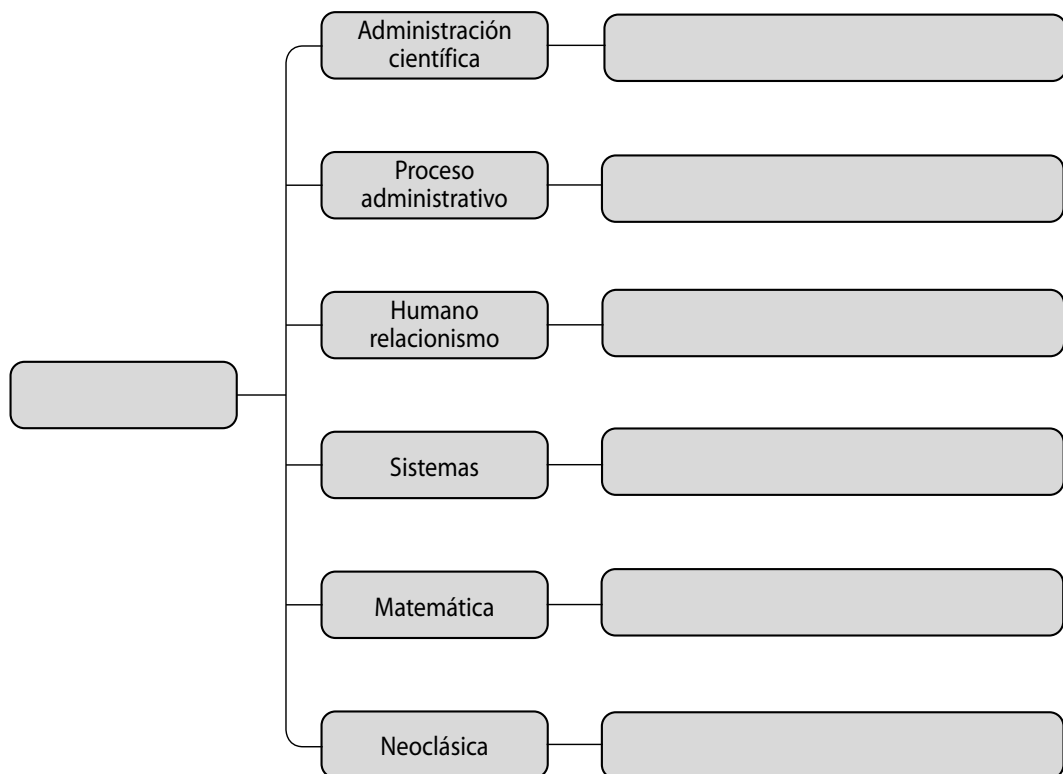 Administración
científica
Proceso
administrativo
Humano
relacionismo
Sistemas
Matemática
Neoclásica